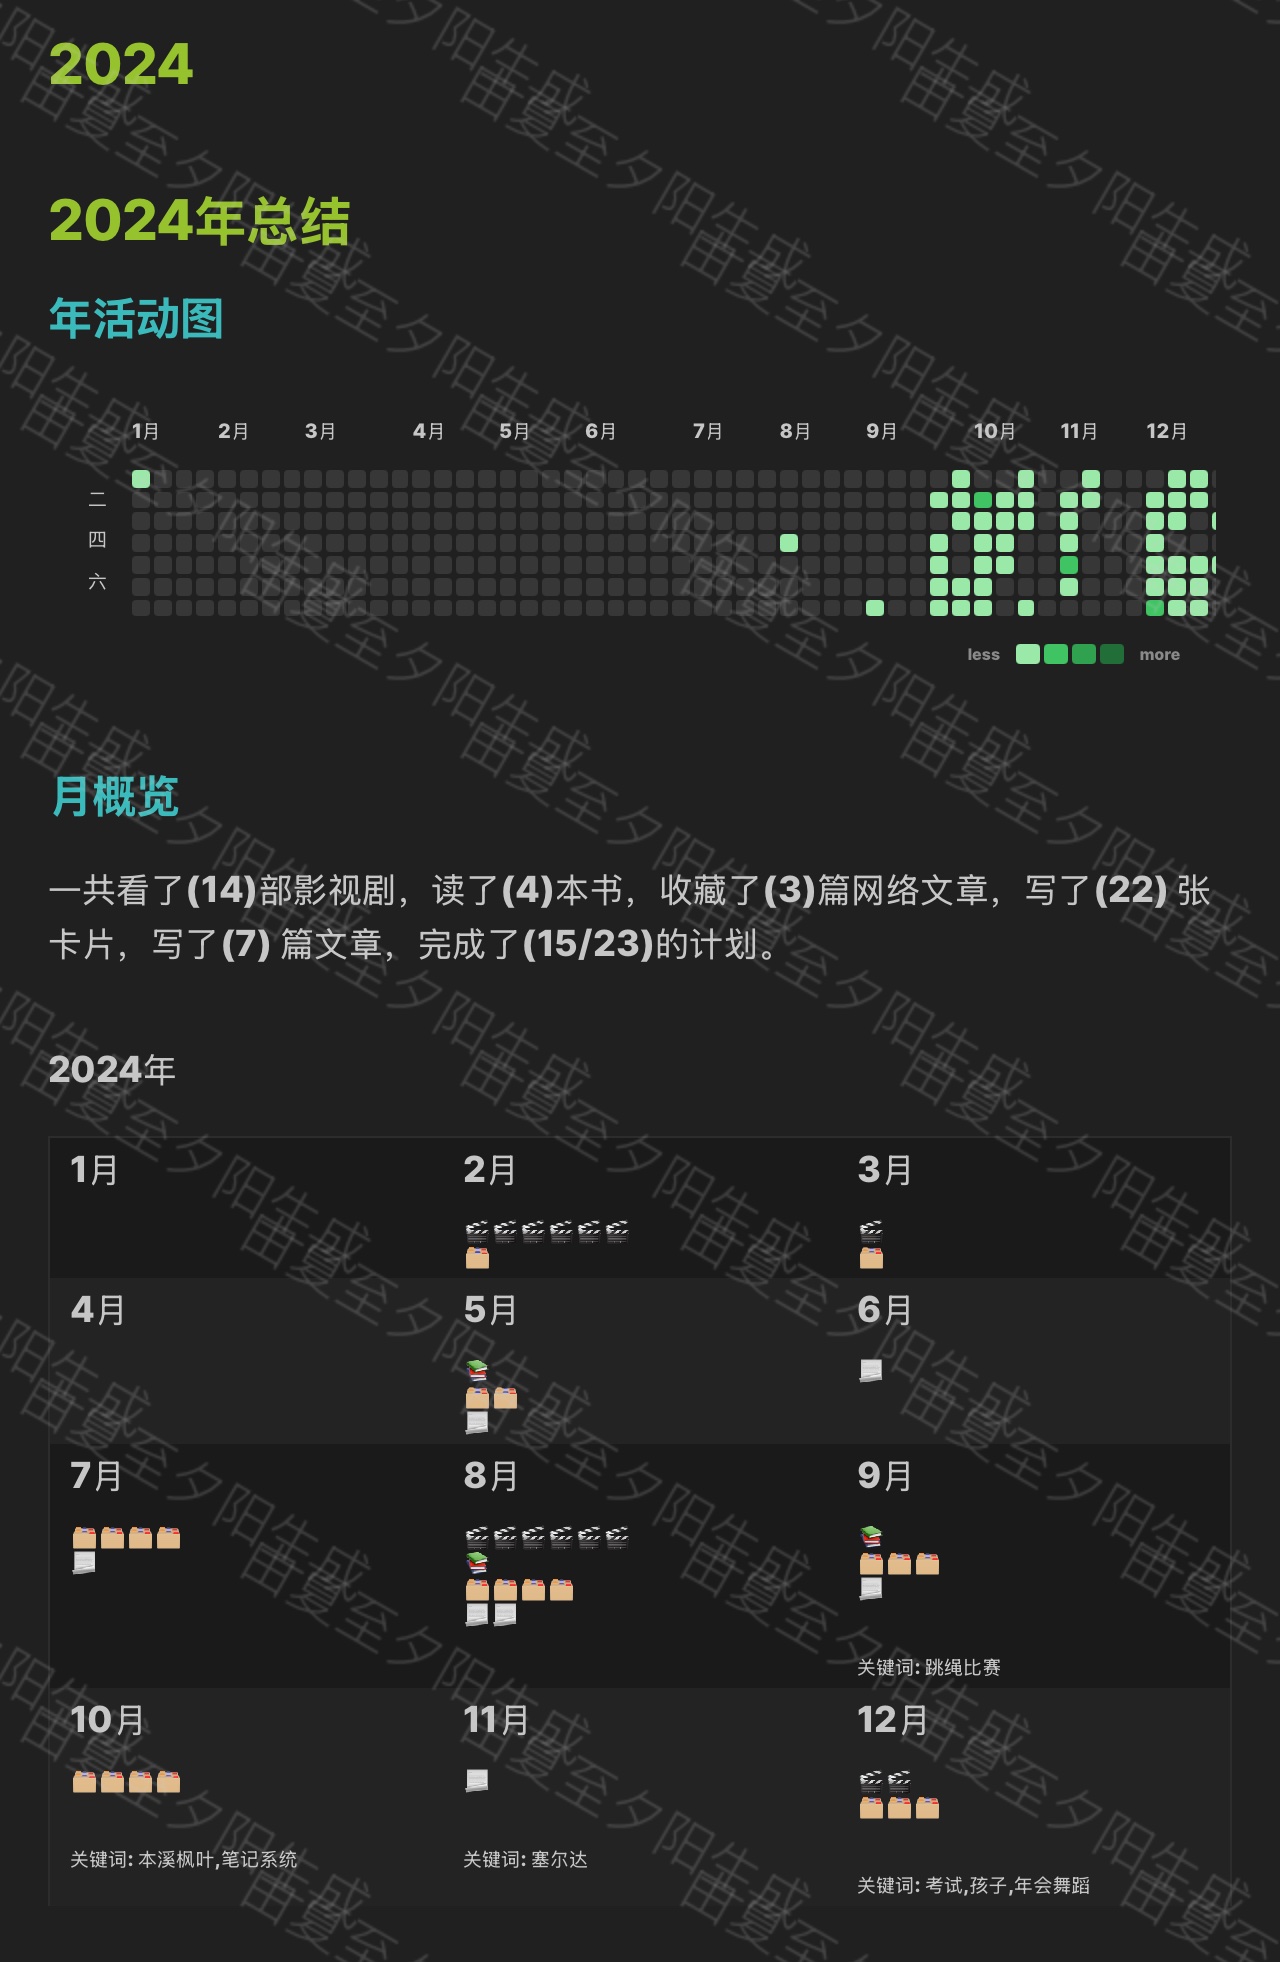 2024
2024年总结
年活动图
1月 2月 3月 4月 5月 6月 7月 8月 9月 10月 11月 12月
二
四
六
less more
月概览
一共看了(14)部影视剧，读了(4)本书，收藏了(3)篇网络文章，写了(22) 张
卡片，写了(7) 篇文章，完成了(15/23)的计划。
2024年
1月 2月 3月
4月 5月 6月
7月 8月 9月
关键词: 跳绳比赛
10月 11月 12月
关键词: 本溪枫叶,笔记系统
关键词: 塞尔达
关键词: 考试,孩子,年会舞蹈